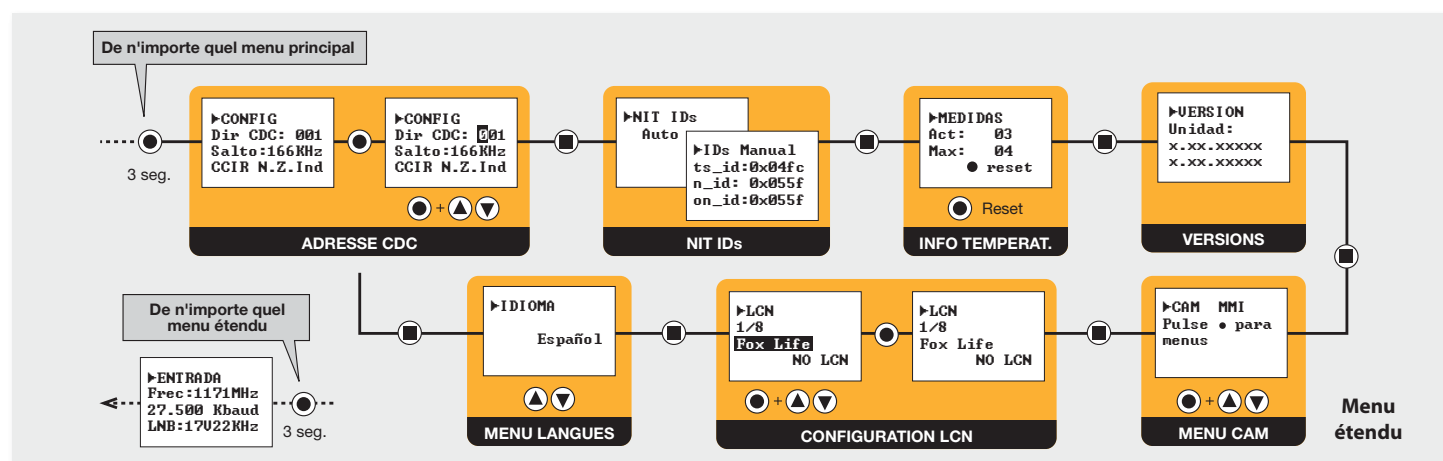 De n'importe quel menu principal
3 seg.
▶CONFIG
Dir CDC: 001
Salto:166KHz
CCIR N.Z.Ind
▶CONFIG
Dir CDC: 001
Salto:166KHz
CCIR N.Z.Ind
+
ADRESSE CDC
▶NIT IDs
Auto
▶IDs Manual
ts_id:0x04fc
n_id: 0x055f
on_id:0x055f
NIT IDs
▶MEDIDAS
Act: 03
Max: 04
● reset
Reset
INFO TEMPERAT.
▶VERSION
Unidad:
x.xx.xxxxx
x.xx.xxxxx
VERSIONS
De n'importe quel
menu étendu
▶ENTRADA
Frec:1171MHz
27.500 Kbaud
LNB:17V22KHz
3 seg.
▶IDIOMA
Español
MENU LANGUES
▶LCN
1/8
Fox Life
NO LCN
+
▶LCN
1/8
Fox Life
NO LCN
CONFIGURATION LCN
▶CAM MMI
Pulse ● para
menus
+
MENU CAM
Menu
étendu